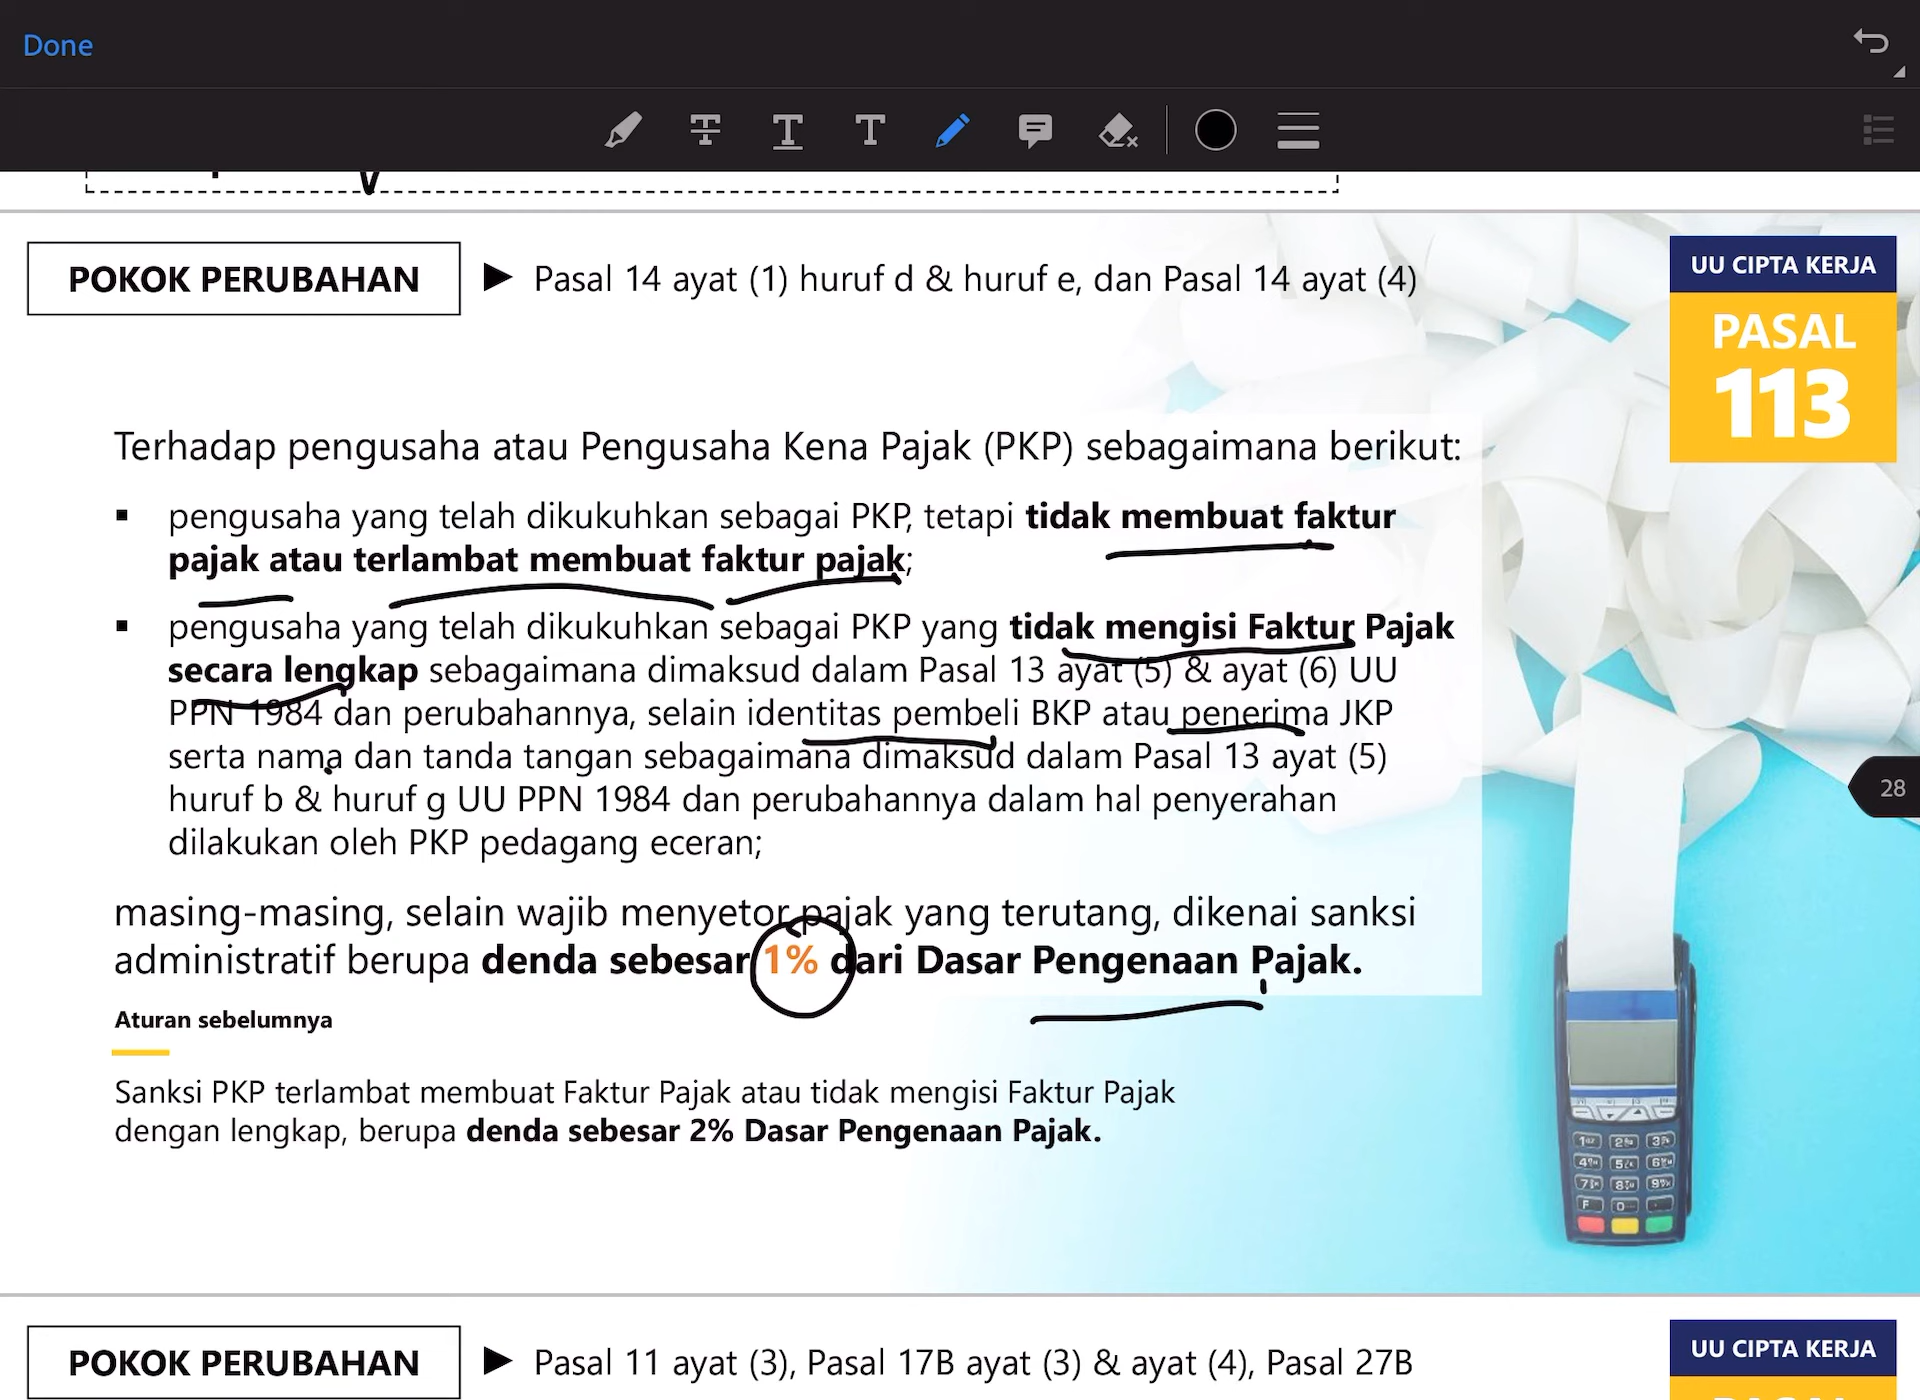 Done
T T T
POKOK PERUBAHAN
Pasal 14 ayat (1) huruf d & huruf e, dan Pasal 14 ayat (4)
UU CIPTA KERJA
PASAL
113
Terhadap pengusaha atau Pengusaha Kena Pajak (PKP) sebagaimana berikut:
pengusaha yang telah dikukuhkan sebagai PKP, tetapi tidak membuat faktur
pajak atau terlambat membuat faktur pajak;
pengusaha yang telah dikukuhkan sebagai PKP yang tidak mengisi Faktur Pajak
secara lengkap sebagaimana dimaksud dalam Pasal 13 ayat (5) & ayat (6) UU
PPN 1984 dan perubahannya, selain identitas pembeli BKP atau penerima JKP
serta nama dan tanda tangan sebagaimana dimaksud dalam Pasal 13 ayat (5)
huruf b & huruf g UU PPN 1984 dan perubahannya dalam hal penyerahan
dilakukan oleh PKP pedagang eceran;
28
masing-masing, selain wajib menyetor pajak yang terutang, dikenai sanksi
administratif berupa denda sebesar 1% dari Dasar Pengenaan Pajak.
Aturan sebelumnya
Sanksi PKP terlambat membuat Faktur Pajak atau tidak mengisi Faktur Pajak
dengan lengkap, berupa denda sebesar 2% Dasar Pengenaan Pajak.
POKOK PERUBAHAN
Pasal 11 ayat (3), Pasal 17B ayat (3) & ayat (4), Pasal 27B
UU CIPTA KERJA